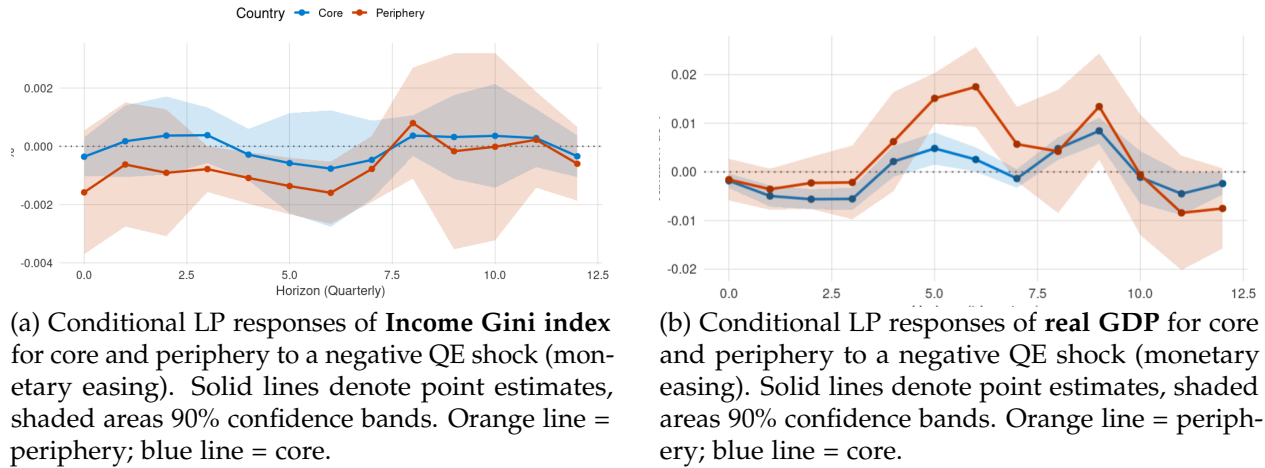 Country Core Periphery
0.002
0.000
-0.002
-0.004
0.0 2.5 5.0 7.5 10.0 12.5
Horizon (Quarterly)
(a) Conditional LP responses of Income Gini index
for core and periphery to a negative QE shock (mon-
etary easing). Solid lines denote point estimates,
shaded areas 90% confidence bands. Orange line =
periphery; blue line = core.
0.02
0.01
0.00
-0.01
-0.02
0.0 2.5 5.0 7.5 10.0 12.5
(b) Conditional LP responses of real GDP for core
and periphery to a negative QE shock (monetary
easing). Solid lines denote point estimates, shaded
areas 90% confidence bands. Orange line = periph-
ery; blue line = core.